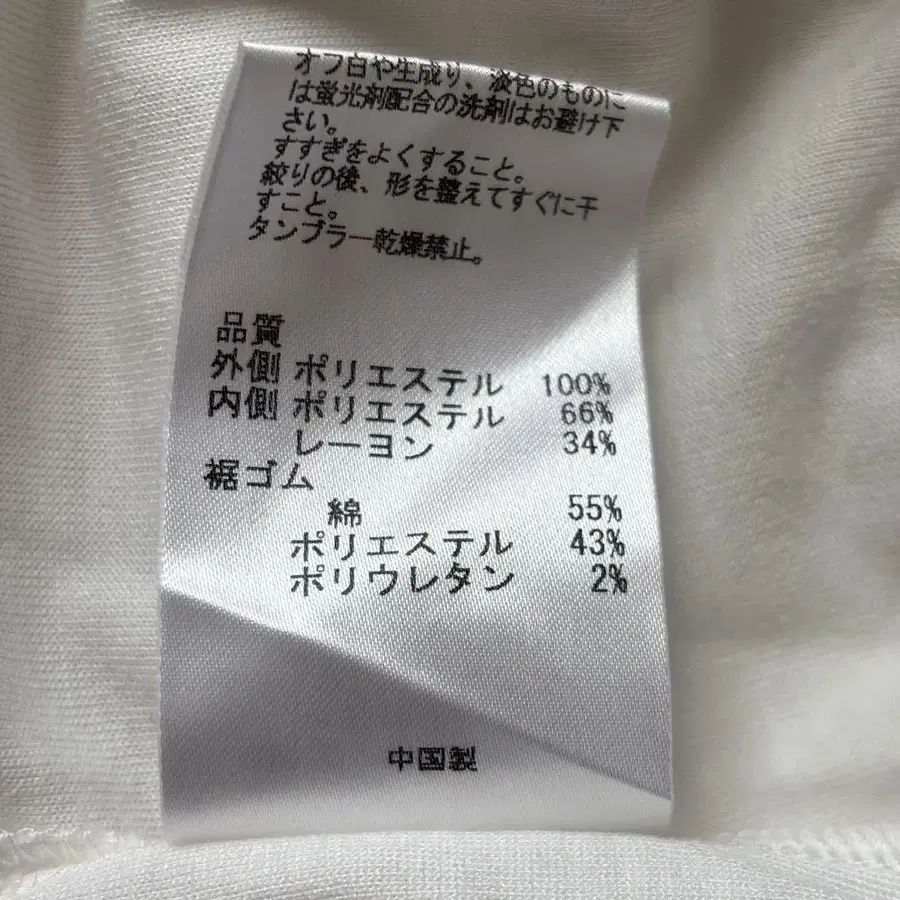 オフ白や生成り、淡色のものに
は蛍光剤配合の洗剤はお避け下
さい。
すすぎをよくすること。
絞りの後、形を整えてすぐに干
すこと。
タンブラー乾燥禁止。
品質
外側 ポリエステル 100%
内側 ポリエステル 66%
レーヨン 34%
裾ゴム
綿 55%
ポリエステル 43%
ポリウレタン 2%
中国製